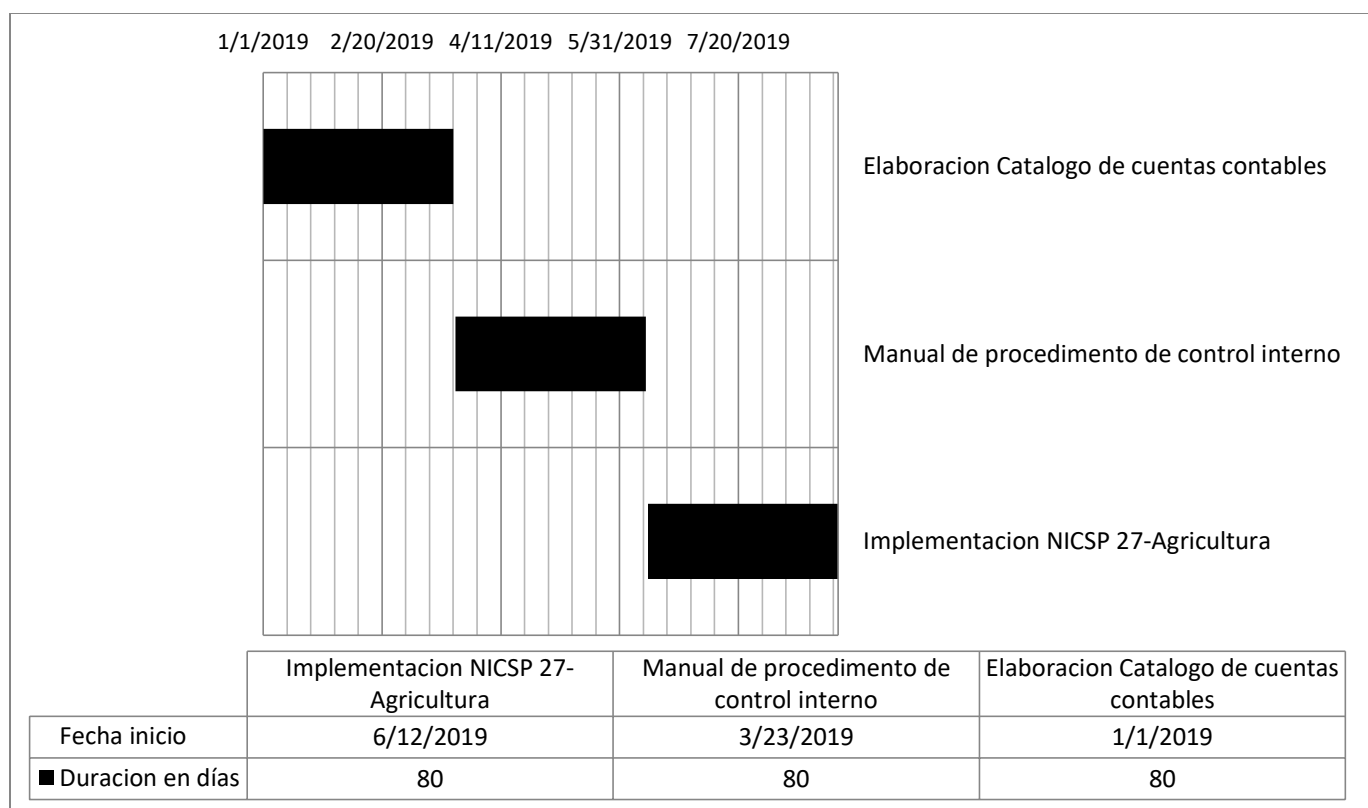 1/1/2019 2/20/2019 4/11/2019 5/31/2019 7/20/2019
Elaboracion Catalogo de cuentas contables
Manual de procedimento de control interno
Implementacion NICSP 27-Agricultura
Implementacion NICSP 27-
Agricultura
Manual de procedimento de
control interno
Elaboracion Catalogo de cuentas
contables
Fecha inicio 6/12/2019 3/23/2019 1/1/2019
Duracion en días 80 80 80